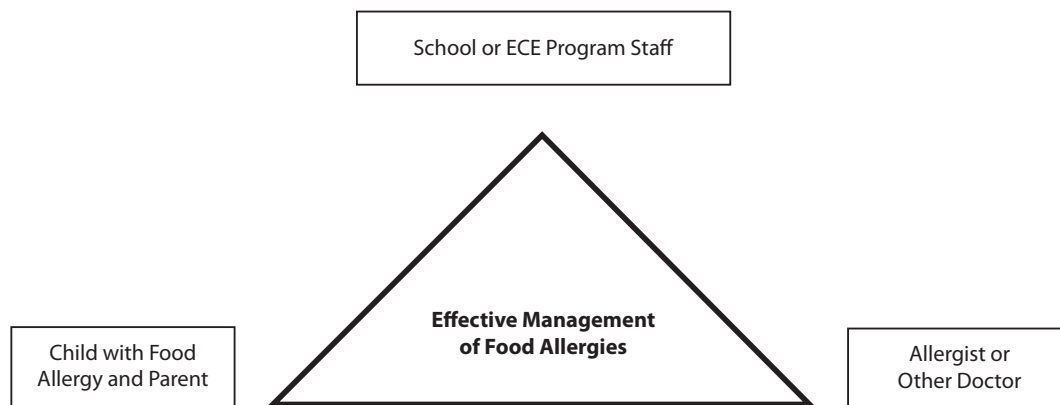 School or ECE Program Staff
Effective Management
of Food Allergies
Child with Food
Allergy and Parent
Allergist or
Other Doctor